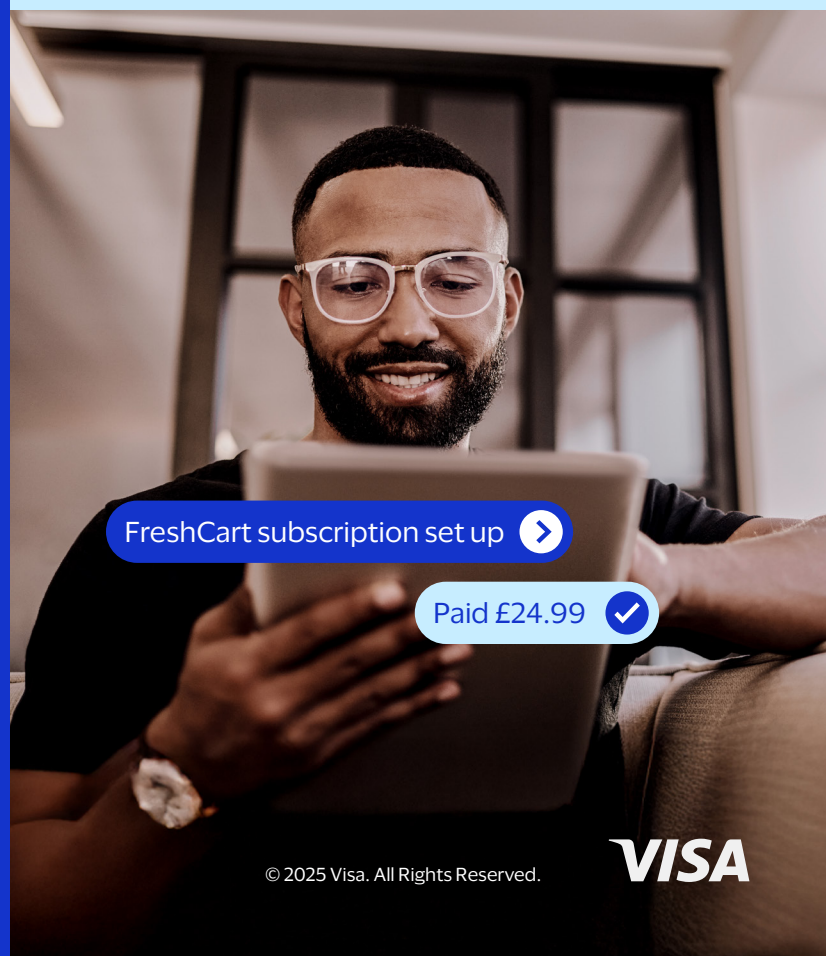 FreshCart subscription set up
Paid £24.99
© 2025 Visa. All Rights Reserved.
VISA